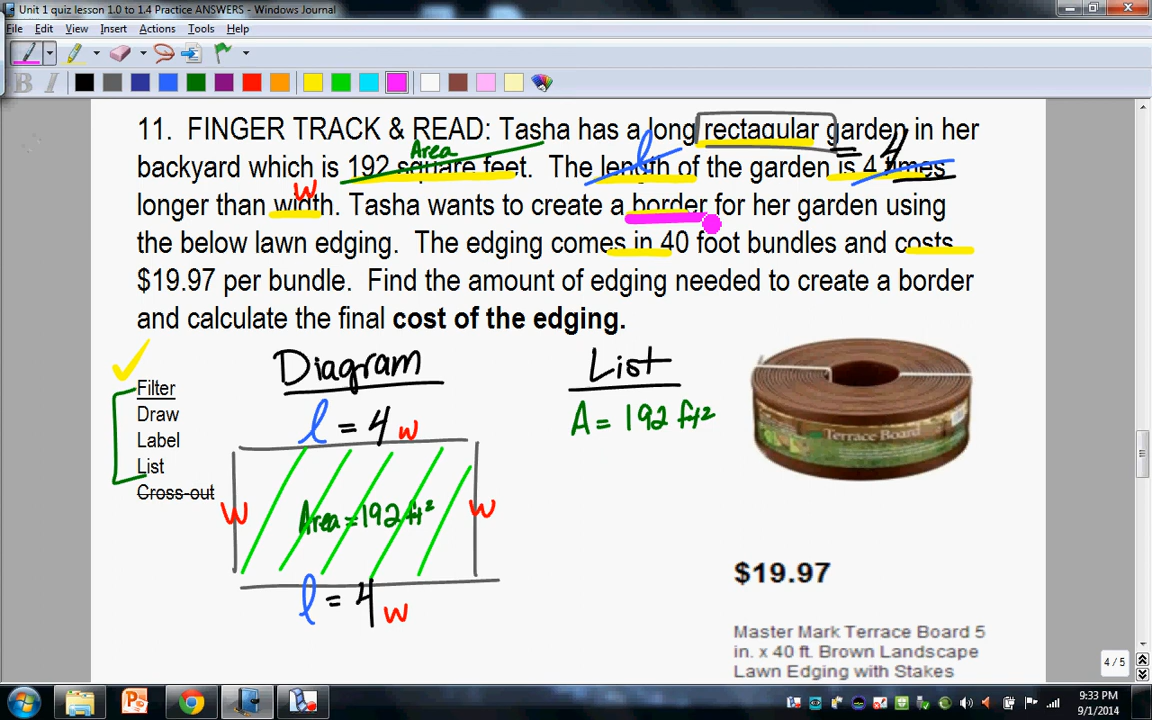 Unit 1 quiz lesson 1.0 to 1.4 Practice ANSWERS - Windows Journal
File Edit View Insert Actions Tools Help
B I
11. FINGER TRACK & READ: Tasha has a long rectagular garden in her
Area l = 4
backyard which is 192 square feet. The length of the garden is 4 times
w
longer than width. Tasha wants to create a border for her garden using
the below lawn edging. The edging comes in 40 foot bundles and costs
$19.97 per bundle. Find the amount of edging needed to create a border
and calculate the final cost of the edging.
Filter
Draw
Label
List
Cross-out
Diagram
l = 4w
w Area = 192 ft² w
l = 4w
List
A = 192 ft²
Terrace Board
$19.97
Master Mark Terrace Board 5
in. x 40 ft. Brown Landscape
Lawn Edging with Stakes
4 / 5
9:33 PM
9/1/2014